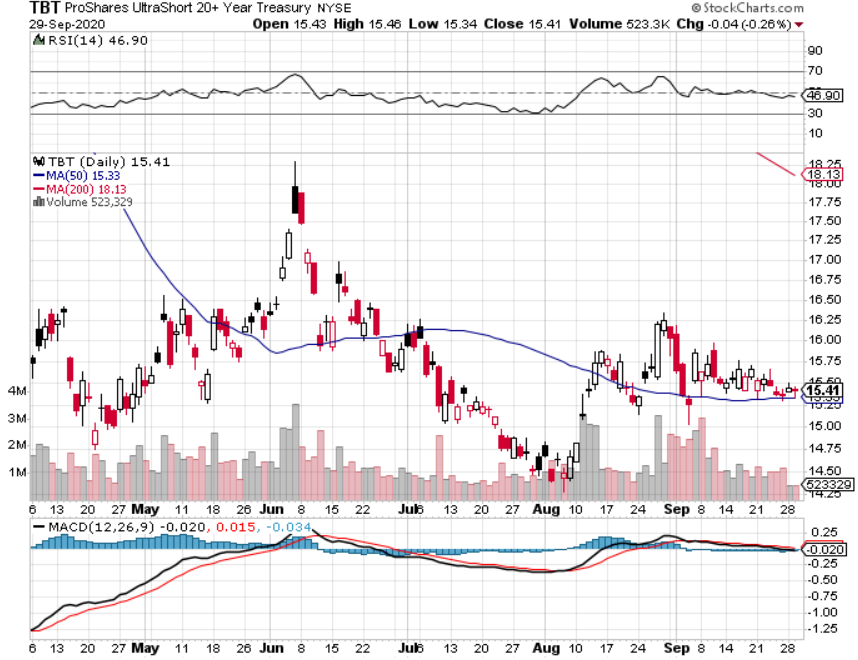 TBT ProShares UltraShort 20+ Year Treasury NYSE © StockCharts.com
29-Sep-2020 Open 15.43 High 15.46 Low 15.34 Close 15.41 Volume 523.3K Chg -0.04 (-0.26%)
RSI(14) 46.90
90
70
46.90
30
10
TBT (Daily) 15.41
MA(50) 15.33
MA(200) 18.13
Volume 523,329
18.25
18.13
18.00
17.75
17.50
17.25
17.00
16.75
16.50
16.25
16.00
15.75
15.41
15.00
14.75
14.50
523329
14.25
4M
3M
2M
1M
6 13 20 27 May 11 18 26 Jun 8 15 22 Jul 6 13 20 27 Aug 10 17 24 Sep 8 14 21 28
MACD(12,26,9) -0.020, 0.015, -0.034
0.25
-0.020
-0.25
-0.50
-0.75
-1.00
-1.25
6 13 20 27 May 11 18 26 Jun 8 15 22 Jul 6 13 20 27 Aug 10 17 24 Sep 8 14 21 28